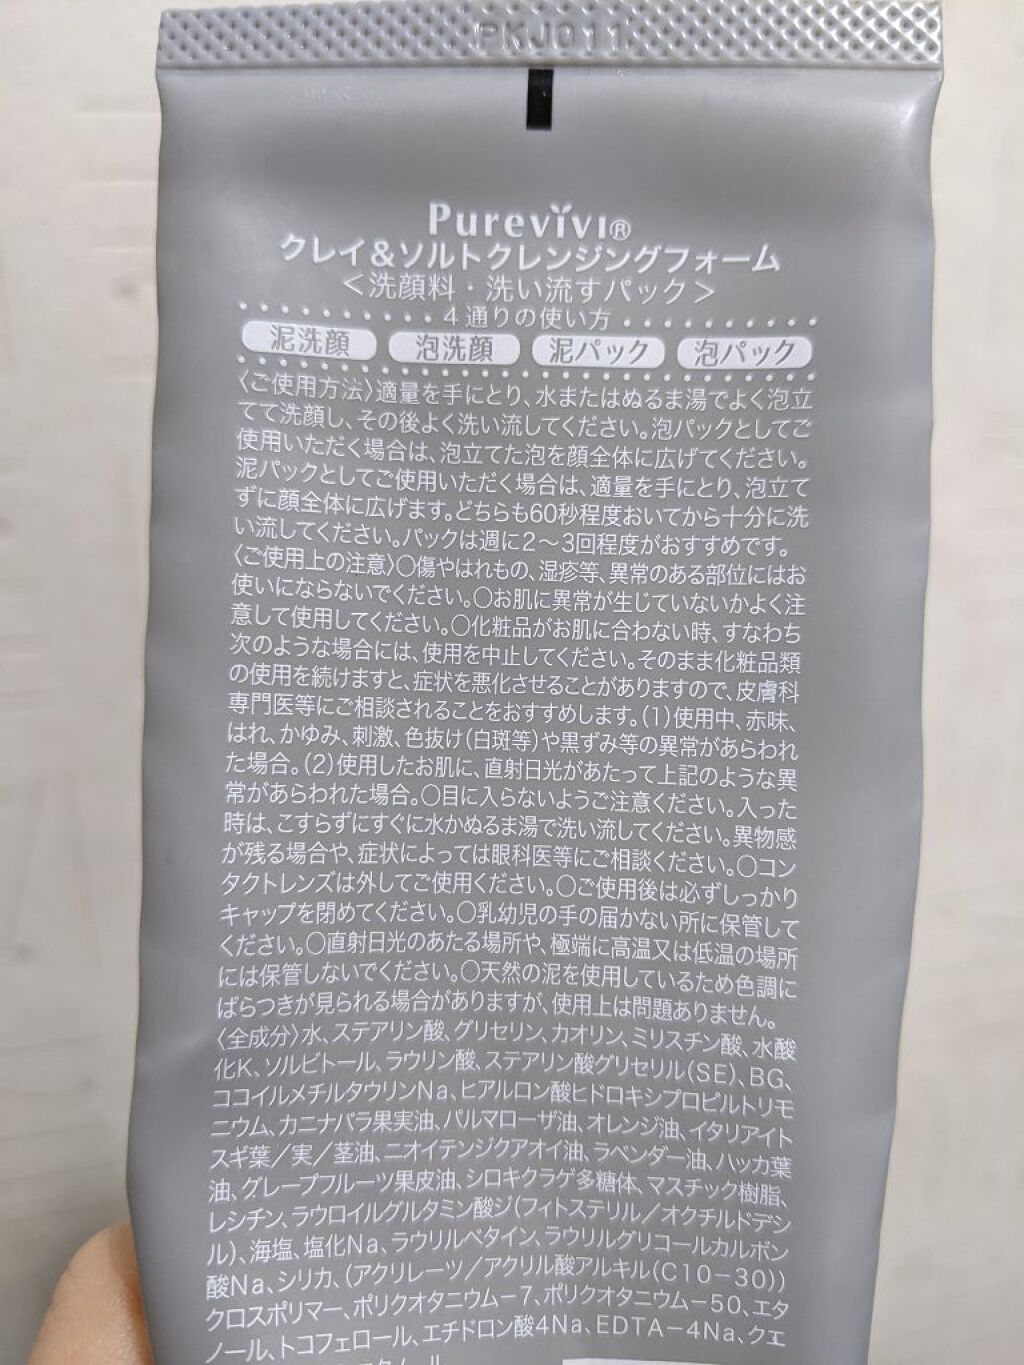 PKJ011
Purevivi®
クレイ&ソルトクレンジングフォーム
＜洗顔料・洗い流すパック＞
4通りの使い方
泥洗顔 泡洗顔 泥パック 泡パック
〈ご使用方法〉適量を手にとり、水またはぬるま湯でよく泡立
てて洗顔し、その後よく洗い流してください。泡パックとしてご
使用いただく場合は、泡立てた泡を顔全体に広げてください。
泥パックとしてご使用いただく場合は、適量を手にとり、泡立て
ずに顔全体に広げます。どちらも60秒程度おいてから十分に洗
い流してください。パックは週に2～3回程度がおすすめです。
〈ご使用上の注意〉○傷やはれもの、湿疹等、異常のある部位にはお
使いにならないでください。○お肌に異常が生じていないかよく注
意して使用してください。○化粧品がお肌に合わない時、すなわち
次のような場合には、使用を中止してください。そのまま化粧品類
の使用を続けますと、症状を悪化させることがありますので、皮膚科
専門医等にご相談されることをおすすめします。(1)使用中、赤味、
はれ、かゆみ、刺激、色抜け(白斑等)や黒ずみ等の異常があらわれ
た場合。(2)使用したお肌に、直射日光があたって上記のような異
常があらわれた場合。○目に入らないようご注意ください。入った
時は、こすらずにすぐに水かぬるま湯で洗い流してください。異物感
が残る場合や、症状によっては眼科医等にご相談ください。○コン
タクトレンズは外してご使用ください。○ご使用後は必ずしっかり
キャップを閉めてください。○乳幼児の手の届かない所に保管して
ください。○直射日光のあたる場所や、極端に高温又は低温の場所
には保管しないでください。○天然の泥を使用しているため色調に
ばらつきが見られる場合がありますが、使用上は問題ありません。
〈全成分〉水、ステアリン酸、グリセリン、カオリン、ミリスチン酸、水酸
化K、ソルビトール、ラウリン酸、ステアリン酸グリセリル(SE)、BG、
ココイルメチルタウリンNa、ヒアルロン酸ヒドロキシプロピルトリモ
ニウム、カニナバラ果実油、パルマローザ油、オレンジ油、イタリアイト
スギ葉／実／茎油、ニオイテンジクアオイ油、ラベンダー油、ハッカ葉
油、グレープフルーツ果皮油、シロキクラゲ多糖体、マスチック樹脂、
レシチン、ラウロイルグルタミン酸ジ(フィトステリル／オクチルドデシ
ル)、海塩、塩化Na、ラウリルベタイン、ラウリルグリコールカルボン
酸Na、シリカ、(アクリレーツ／アクリル酸アルキル(C10-30))
クロスポリマー、ポリクオタニウム-7、ポリクオタニウム-50、エタ
ノール、トコフェロール、エチドロン酸4Na、EDTA-4Na、クエ